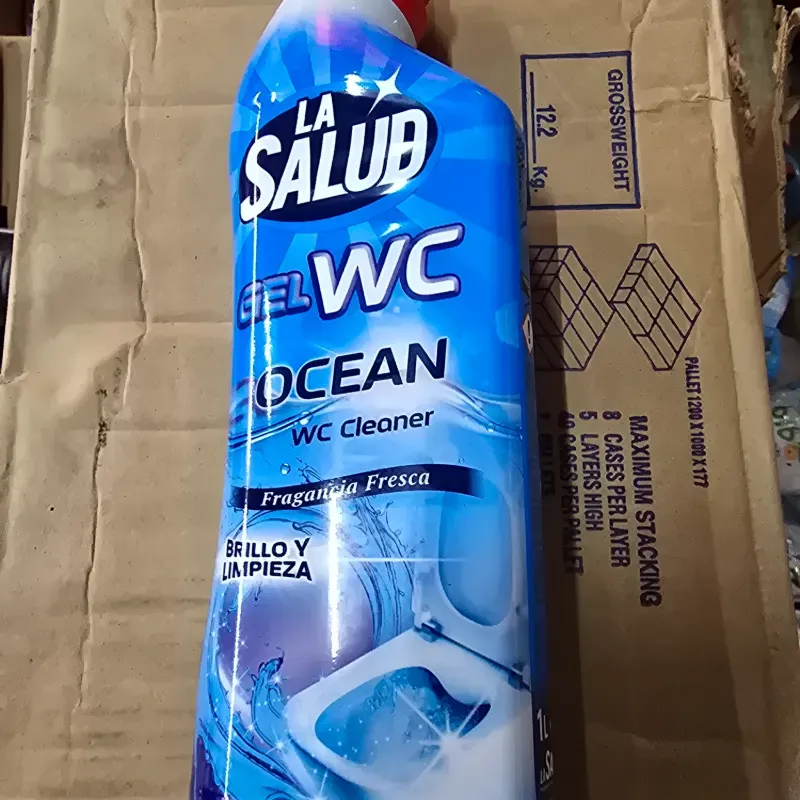 LA
SALUD
GEL WC
OCEAN
WC Cleaner
Fragancia Fresca
BRILLO Y
LIMPIEZA
1L
GROSSWEIGHT
12.2 Kg.
PALLET 1200 X 1000 X 177
MAXIMUM STACKING
8 CASES PER LAYER
5 LAYERS HIGH
40 CASES PER PALLET